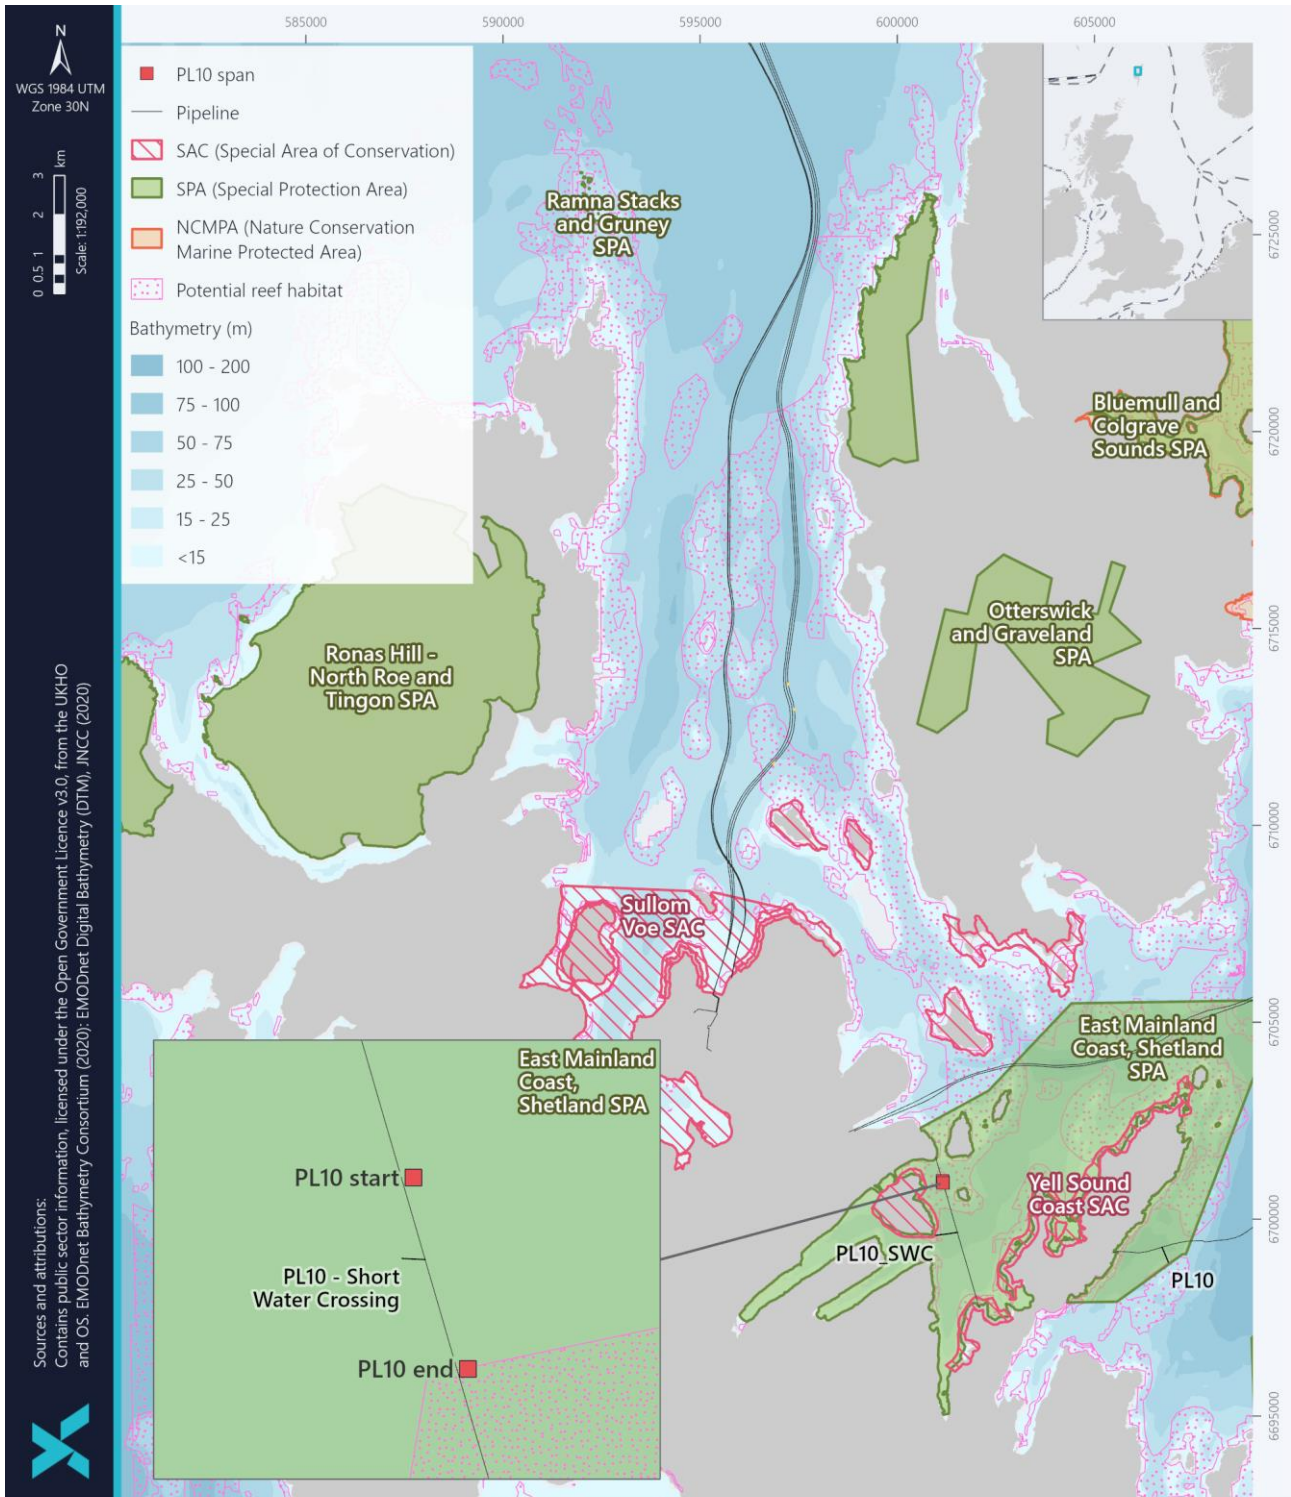 585000
590000
595000
600000
605000
N
WGS 1984 UTM
Zone 30N
0 0.5 1 2 3
km
Scale: 1:192,000
PL10 span
Pipeline
SAC (Special Area of Conservation)
SPA (Special Protection Area)
NCMPA (Nature Conservation
Marine Protected Area)
Potential reef habitat
Bathymetry (m)
100 - 200
75 - 100
50 - 75
25 - 50
15 - 25
<15
Ramna Stacks
and Gruney
SPA
6725000
Bluemull and
Colgrave
Sounds SPA
6720000
Otterswick
and Graveland
SPA
6715000
Ronas Hill -
North Roe and
Tingon SPA
6710000
Sullom
Voe SAC
6705000
East Mainland
Coast, Shetland
SPA
East Mainland
Coast,
Shetland SPA
PL10 start
Yell Sound
Coast SAC
6700000
PL10_SWC
PL10
PL10 - Short
Water Crossing
PL10 end
6695000
Sources and attributions:
Contains public sector information, licensed under the Open Government Licence v3.0, from the UKHO
and OS. EMODnet Bathymetry Consortium (2020): EMODnet Digital Bathymetry (DTM), JNCC (2020)